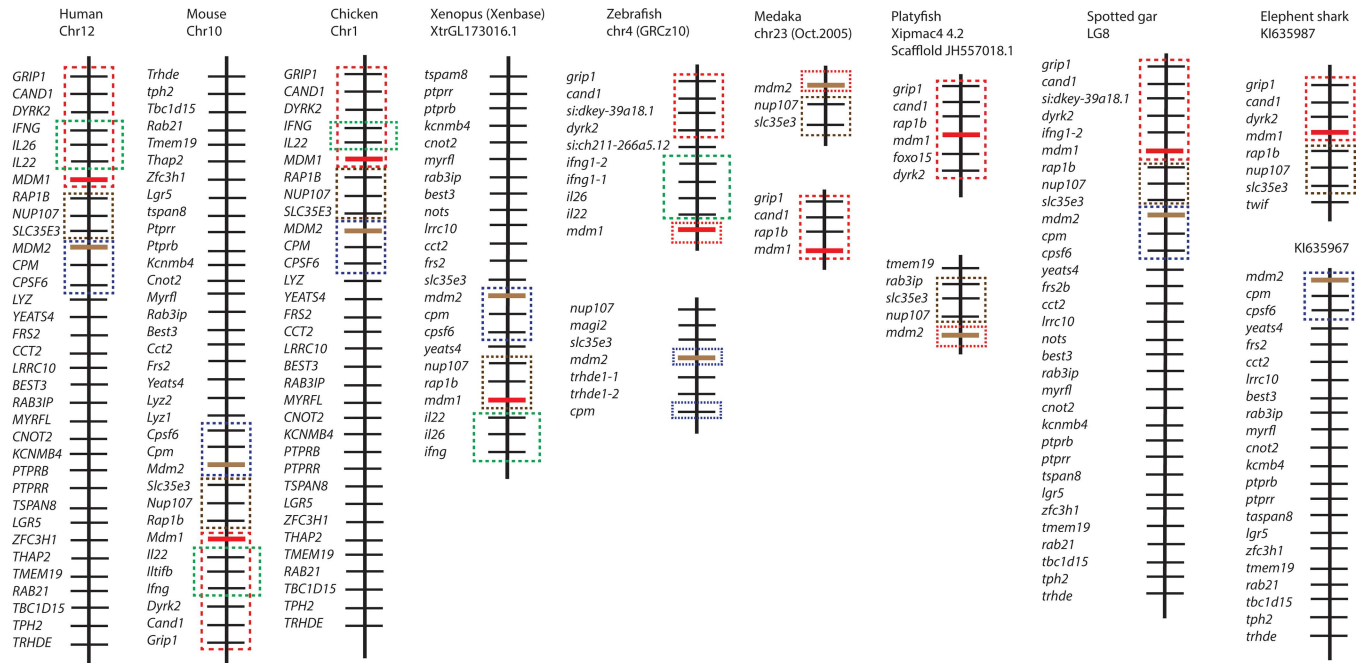 Human
Chr12
GRIP1
CAND1
DYRK2
IFNG
IL26
IL22
MDM1
RAP1B
NUP107
SLC35E3
MDM2
CPM
CPSF6
LYZ
YEATS4
FRS2
CCT2
LRRC10
BEST3
RAB3IP
MYRFL
CNOT2
KCNMB4
PTPRB
PTPRR
TSPAN8
LGR5
ZFC3H1
THAP2
TMEM19
RAB21
TBC1D15
TPH2
TRHDE
Mouse
Chr10
Trhde
tph2
Tbc1d15
Rab21
Tmem19
Thap2
Zfc3h1
Lgr5
tspan8
Ptprr
Ptprb
Kcnmb4
Cnot2
Myrfl
Rab3ip
Best3
Cct2
Frs2
Yeats4
Lyz2
Lyz1
Cpsf6
Cpm
Mdm2
Slc35e3
Nup107
Rap1b
Mdm1
Il22
Iltifb
Ifng
Dyrk2
Cand1
Grip1
Chicken
Chr1
GRIP1
CAND1
DYRK2
IFNG
IL22
MDM1
RAP1B
NUP107
SLC35E3
MDM2
CPM
CPSF6
LYZ
YEATS4
FRS2
CCT2
LRRC10
BEST3
RAB3IP
MYRFL
CNOT2
KCNMB4
PTPRB
PTPRR
TSPAN8
LGR5
ZFC3H1
THAP2
TMEM19
RAB21
TBC1D15
TPH2
TRHDE
Xenopus (Xenbase)
XtrGL173016.1
tspam8
ptprr
ptprb
kcnmb4
cnot2
myrfl
rab3ip
best3
nots
lrrc10
cct2
frs2
slc35e3
mdm2
cpm
cpsf6
yeats4
nup107
rap1b
mdm1
il22
il26
ifng
Zebrafish
chr4 (GRCz10)
grip1
cand1
si:dkey-39a18.1
dyrk2
si:ch211-266a5.12
ifng1-2
ifng1-1
il26
il22
mdm1
nup107
magi2
slc35e3
mdm2
trhde1-1
trhde1-2
cpm
Medaka
chr23 (Oct.2005)
mdm2
nup107
slc35e3
grip1
cand1
rap1b
mdm1
Platyfish
Xipmac4 4.2
Scafflold JH557018.1
grip1
cand1
rap1b
mdm1
foxo15
dyrk2
tmem19
rab3ip
slc35e3
nup107
mdm2
Spotted gar
LG8
grip1
cand1
si:dkey-39a18.1
dyrk2
ifng1-2
mdm1
rap1b
nup107
slc35e3
mdm2
cpm
cpsf6
yeats4
frs2b
cct2
lrrc10
nots
best3
rab3ip
myrfl
cnot2
kcnmb4
ptprb
ptprr
tspan8
lgr5
zfc3h1
tmem19
rab21
tbc1d15
tph2
trhde
Elephent shark
KI635987
grip1
cand1
dyrk2
mdm1
rap1b
nup107
slc35e3
twif
KI635967
mdm2
cpm
cpsf6
yeats4
frs2
cct2
lrrc10
best3
rab3ip
myrfl
cnot2
kcmb4
ptprb
ptprr
taspan8
lgr5
zfc3h1
tmem19
rab21
tbc1d15
tph2
trhde